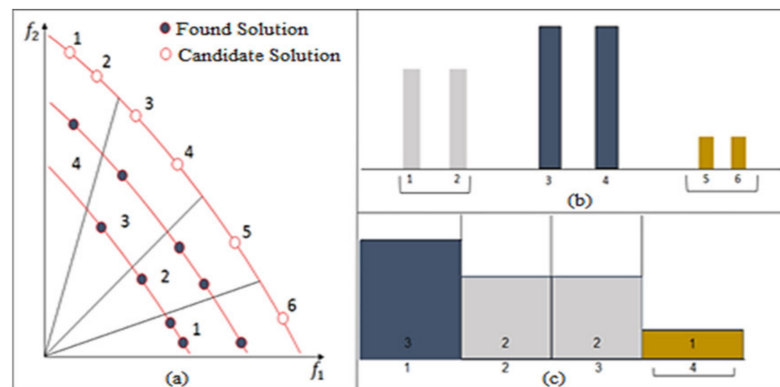 f₂
Found Solution
Candidate Solution
1
2
3
4
5
6
4
3
2
1
f₁
(a)
1 2 3 4 5 6
(b)
3 2 2 1
1 2 3 4
(c)